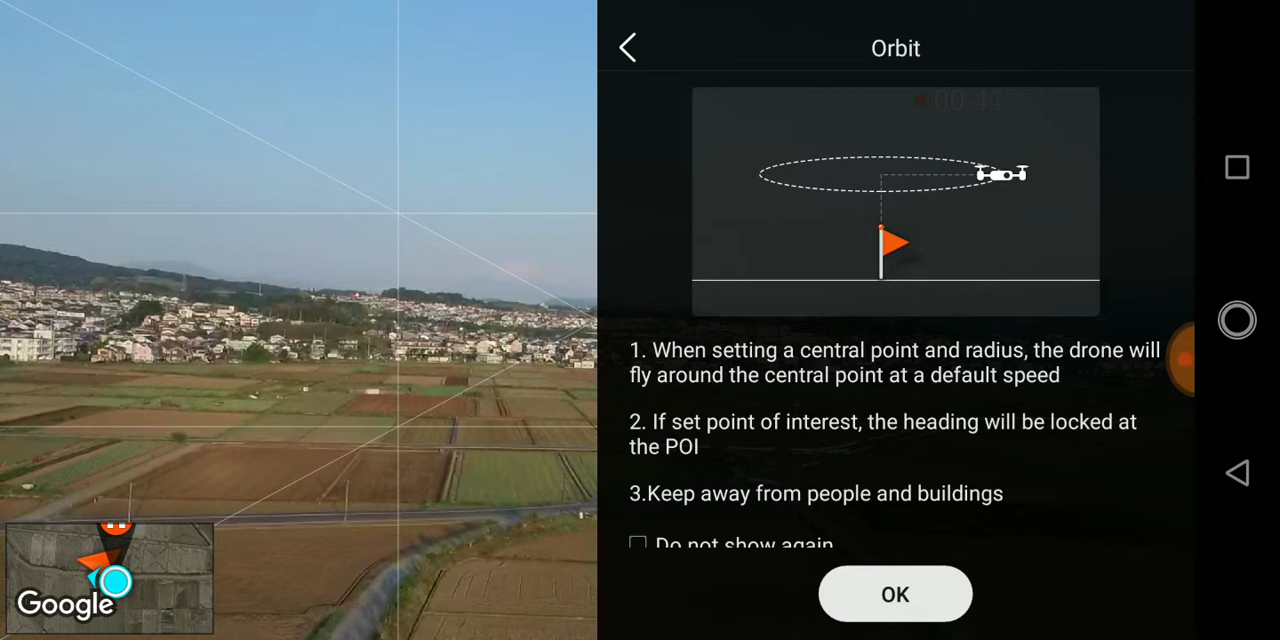 Orbit
00:42
1. When setting a central point and radius, the drone will
fly around the central point at a default speed
2. If set point of interest, the heading will be locked at
the POI
3.Keep away from people and buildings
Do not show again
OK
Google